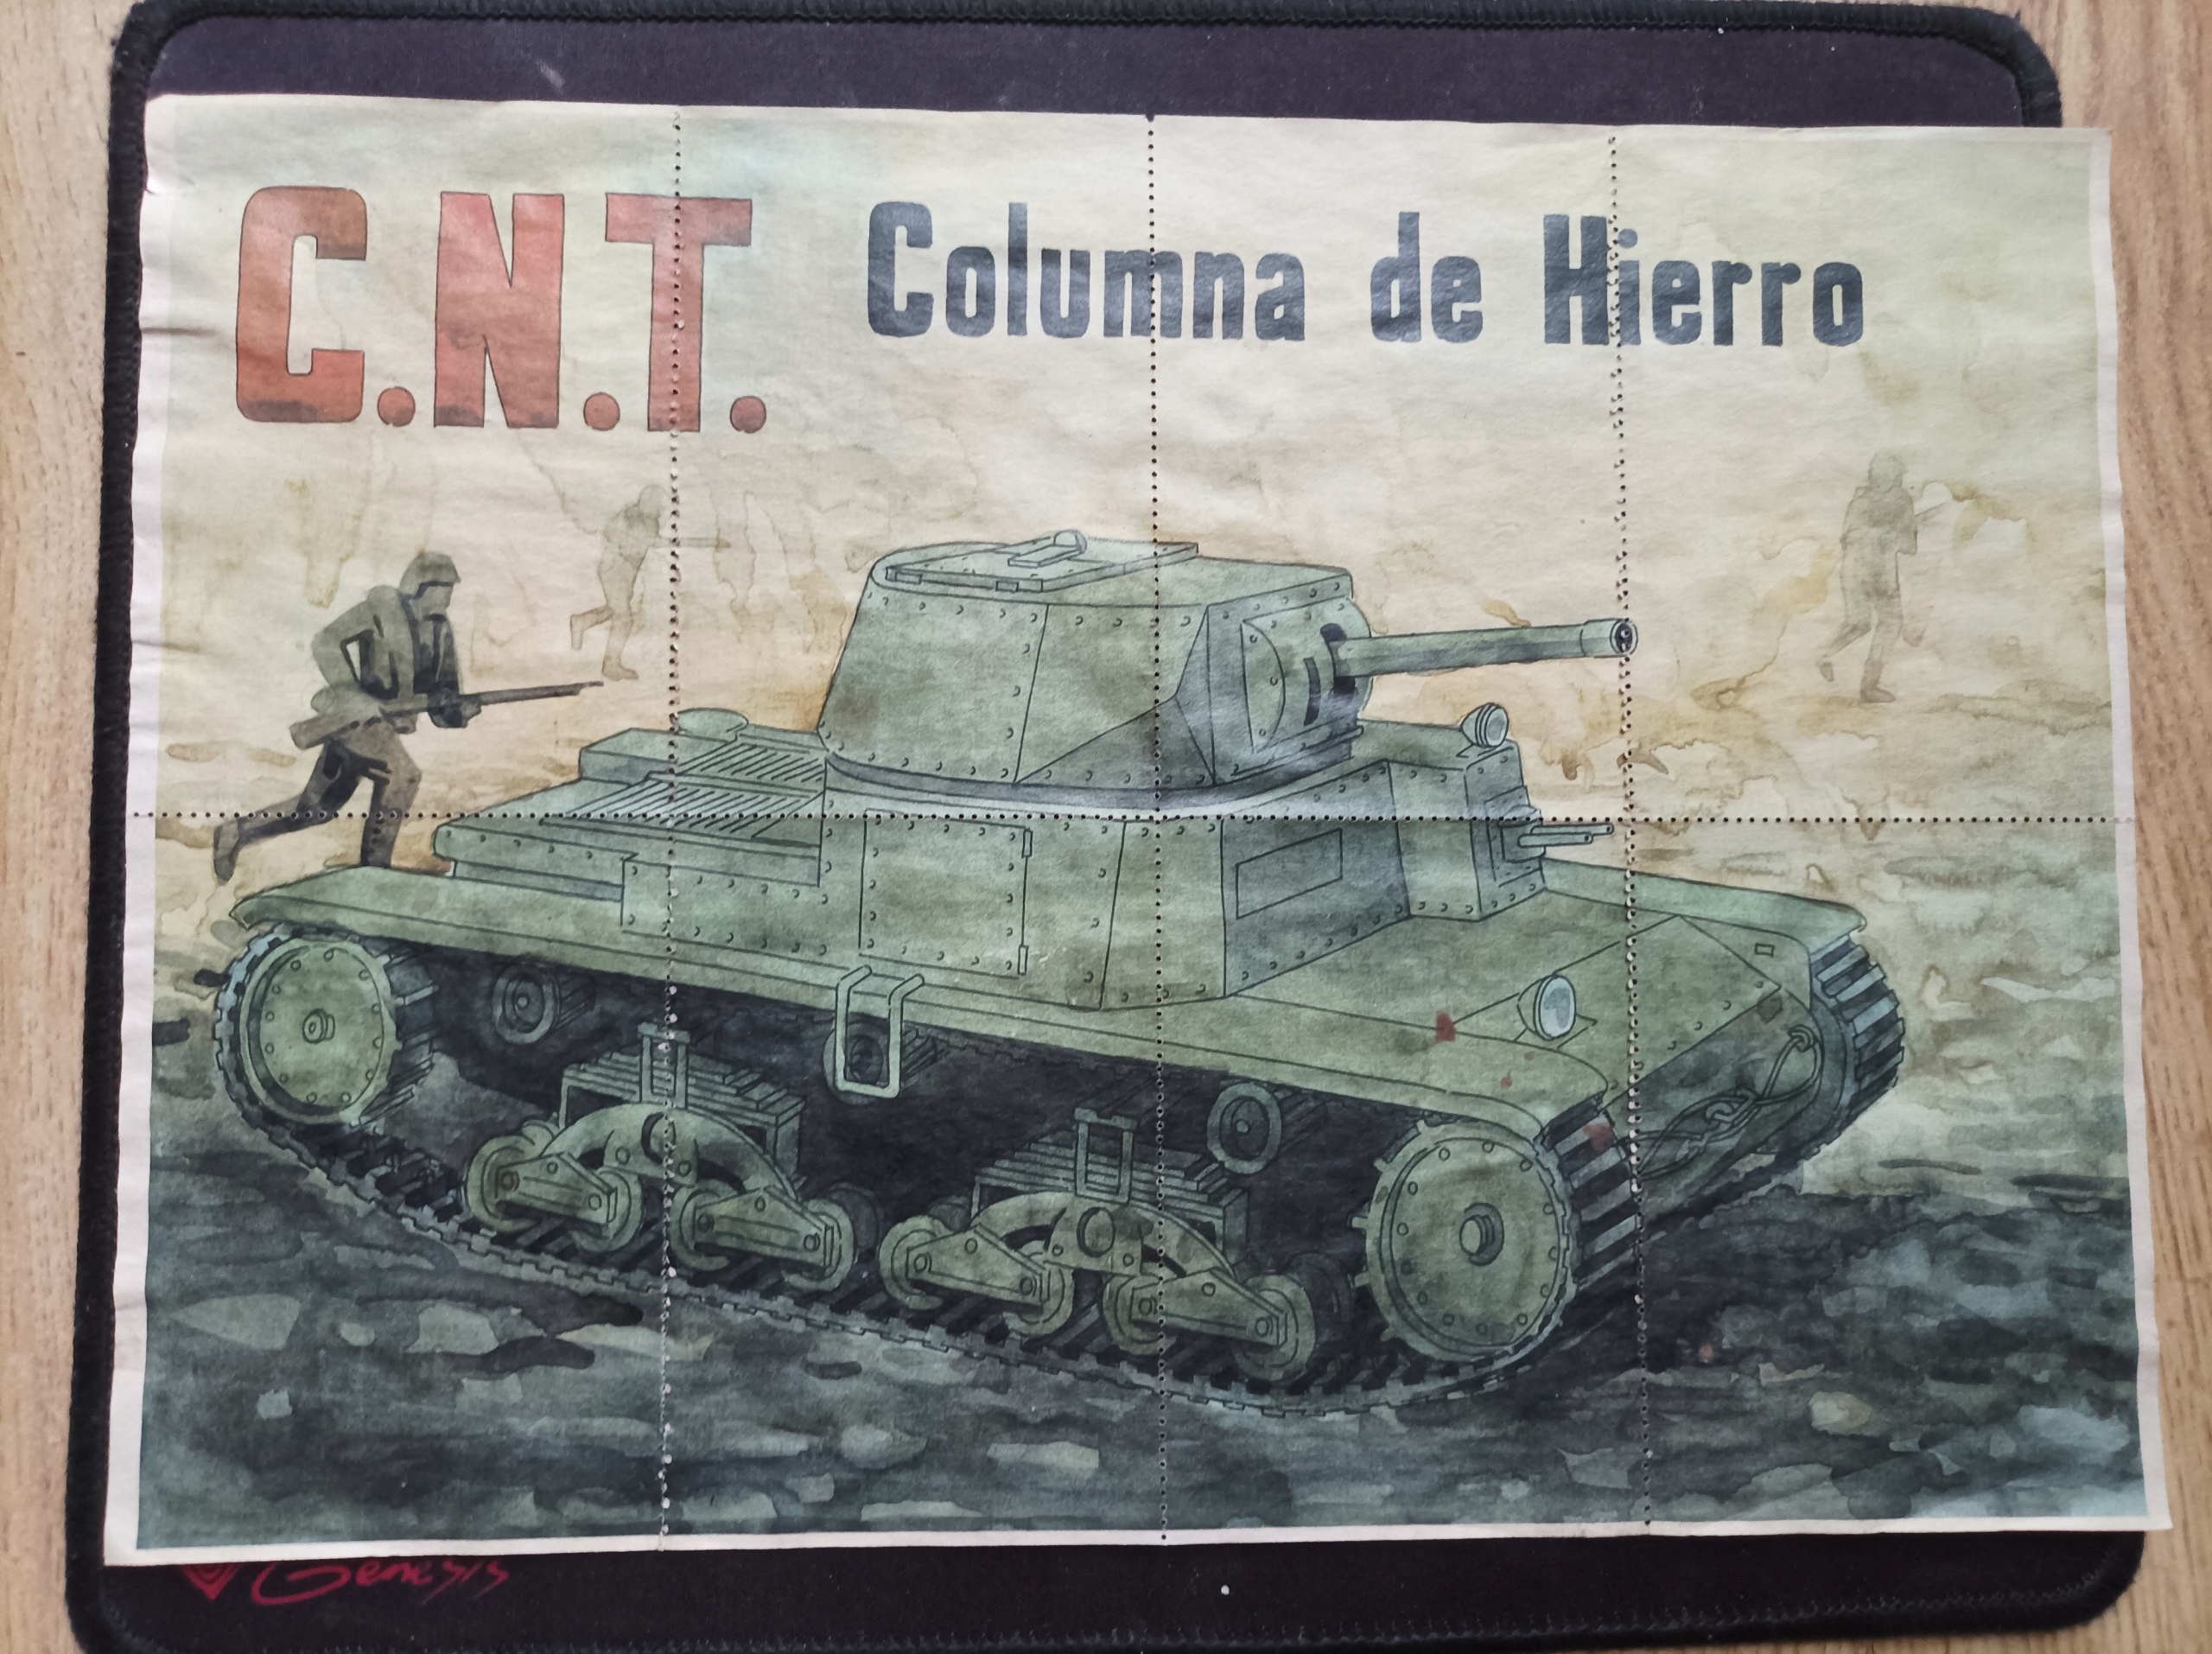 C.N.T. Columna de Hierro
Genesis